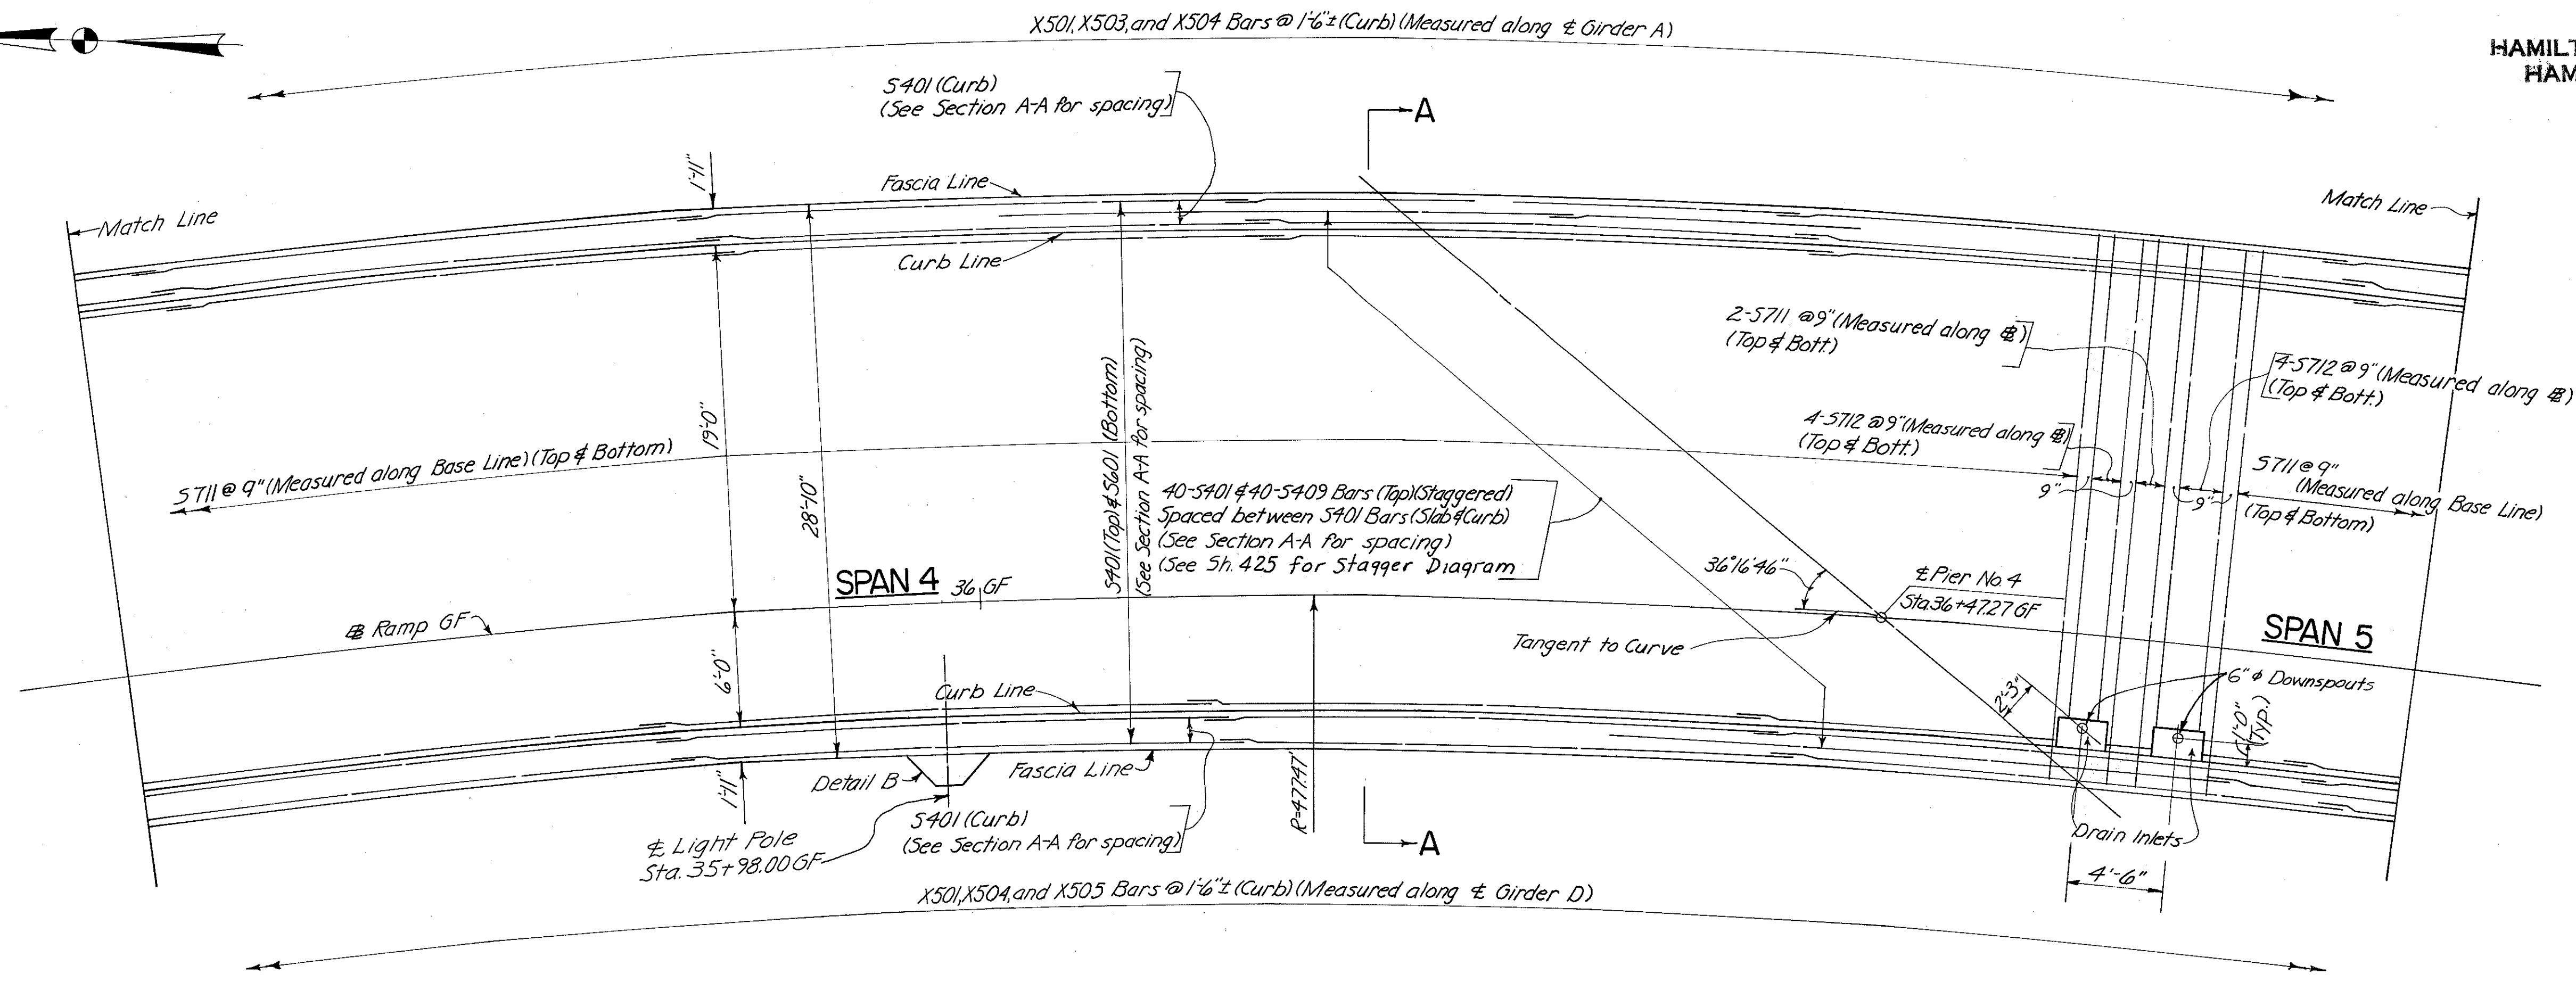 X501, X503, and X504 Bars @ 1'-6"± (Curb) (Measured along ℄ Girder A)
HAMILT
HAM
S401 (Curb)
(See Section A-A for spacing)
A
1'-11"
Fascia Line
Match Line
Match Line
Curb Line
2-S711 @ 9" (Measured along ℄)
(Top & Bott.)
4-S712 @ 9" (Measured along ℄)
(Top & Bott.)
19'-0"
S401 (Top) & S601 (Bottom)
(See Section A-A for spacing)
4-S712 @ 9" (Measured along ℄)
(Top & Bott.)
S711 @ 9" (Measured along Base Line) (Top & Bottom)
28'-10"
S711 @ 9"
(Measured along Base Line)
(Top & Bottom)
9"
9"
40-S401 & 40-S409 Bars (Top) (Staggered)
Spaced between S401 Bars (Slab & Curb)
(See Section A-A for spacing)
(See Sh. 425 for Stagger Diagram
SPAN 4 36 GF
36°16'46"
℄ Pier No. 4
Sta. 36+47.27 GF
Ramp GF
SPAN 5
Tangent to Curve
6'-0"
Curb Line
2'-3"
6" φ Downspouts
1'-0"
(Typ.)
Detail B
Fascia Line
1'-11"
R=477.47'
℄ Light Pole
Sta. 35+98.00 GF
S401 (Curb)
(See Section A-A for spacing)
A
Drain Inlets
4'-6"
X501, X504, and X505 Bars @ 1'-6"± (Curb) (Measured along ℄ Girder D)